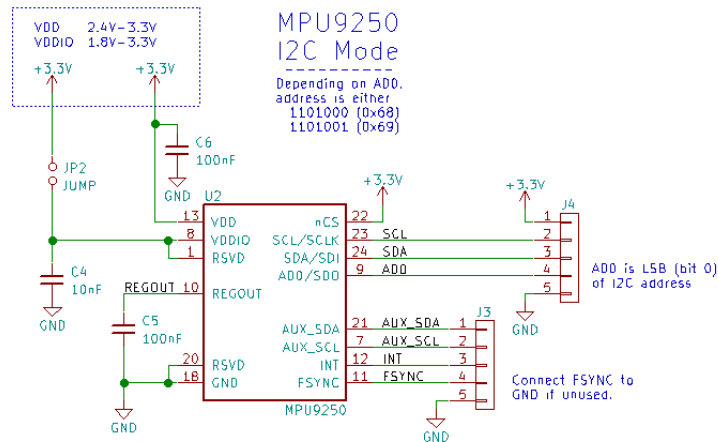 VDD 2.4V-3.3V
VDDIO 1.8V-3.3V
+3.3V +3.3V
MPU9250
I2C Mode
Depending on AD0,
address is either
1101000 (0x68)
1101001 (0x69)
C6
100nF
GND
JP2
JUMP
U2
+3.3V
+3.3V
J4
13 VDD nCS 22
8 VDDIO SCL/SCLK 23 SCL
1 RSVD SDA/SDI 24 SDA
AD0/SDO 9 AD0
1
2
3
4
5
AD0 is LSB (bit 0)
of I2C address
C4
10nF
GND
REGOUT 10 REGOUT
C5
100nF
GND
J3
AUX_SDA 21 AUX_SDA 1
AUX_SCL 7 AUX_SCL 2
20 RSVD INT 12 INT 3
18 GND FSYNC 11 FSYNC 4
5
Connect FSYNC to
GND if unused.
MPU9250
GND
GND